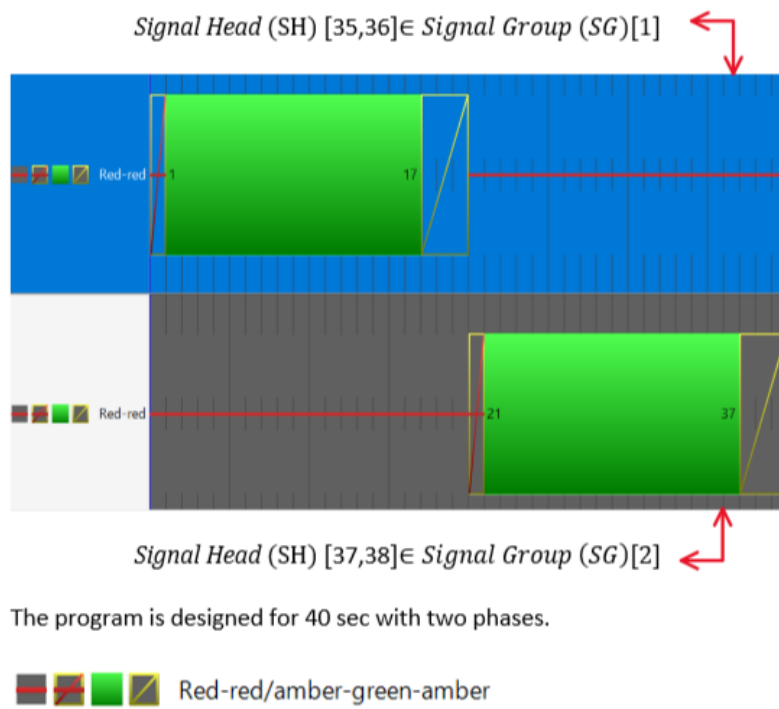 Signal Head (SH) [35,36]∈ Signal Group (SG)[1]
Red-red 1 17
Red-red 21 37
Signal Head (SH) [37,38]∈ Signal Group (SG)[2]
The program is designed for 40 sec with two phases.
Red-red/amber-green-amber